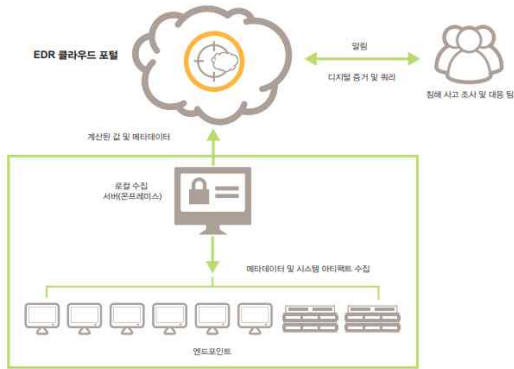 EDR 클라우드 포털
알림
디지털 증거 및 쿼리
침해 사고 조사 및 대응 팀
계산된 값 및 메타데이터
로컬 수집
서버(온프레미스)
메타데이터 및 시스템 아티팩트 수집
엔드포인트